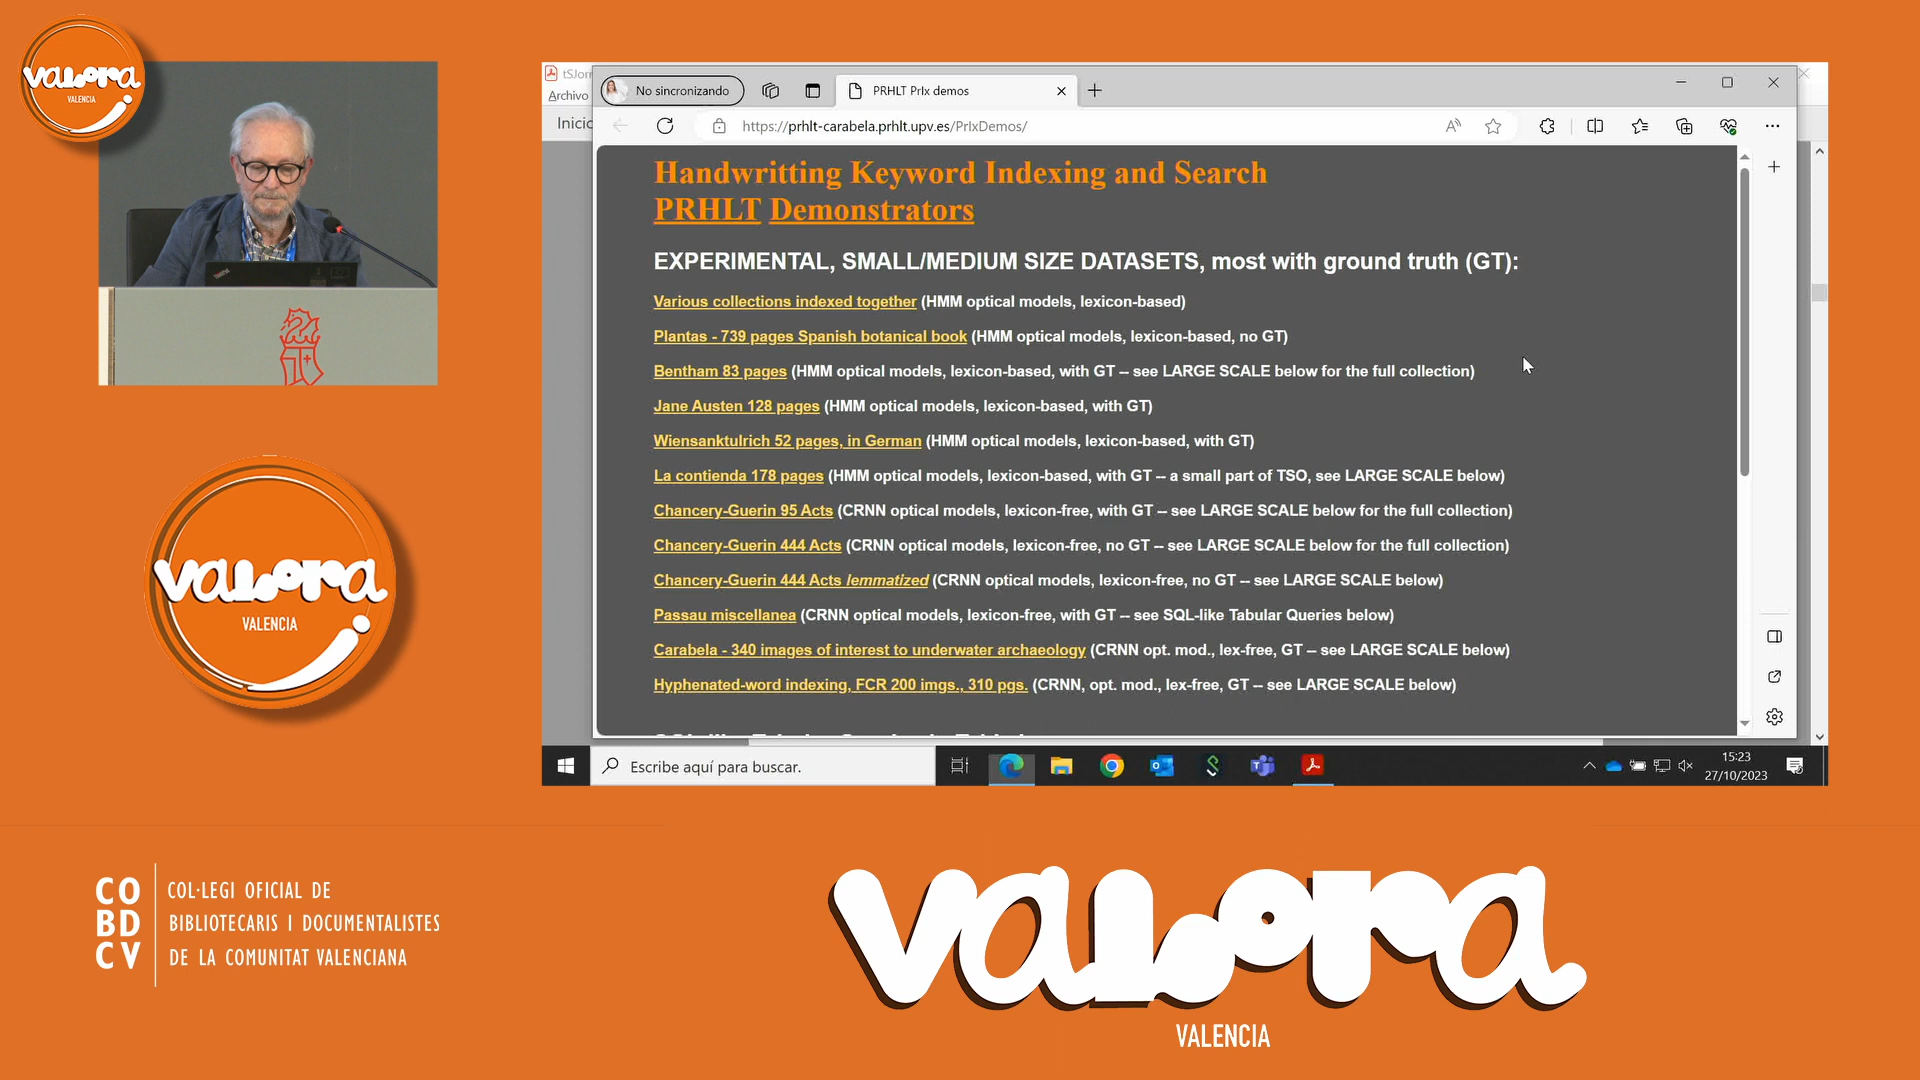 valora
VALENCIA
valora
VALENCIA
CO
BD
CV
COL·LEGI OFICIAL DE
BIBLIOTECARIS I DOCUMENTALISTES
DE LA COMUNITAT VALENCIANA
Archivo
Inicio
No sincronizando
PRHLT PrIx demos
https://prhlt-carabela.prhlt.upv.es/PrIxDemos/
Handwritting Keyword Indexing and Search
PRHLT Demonstrators
EXPERIMENTAL, SMALL/MEDIUM SIZE DATASETS, most with ground truth (GT):
Various collections indexed together (HMM optical models, lexicon-based)
Plantas - 739 pages Spanish botanical book (HMM optical models, lexicon-based, no GT)
Bentham 83 pages (HMM optical models, lexicon-based, with GT -- see LARGE SCALE below for the full collection)
Jane Austen 128 pages (HMM optical models, lexicon-based, with GT)
Wiensanktulrich 52 pages, in German (HMM optical models, lexicon-based, with GT)
La contienda 178 pages (HMM optical models, lexicon-based, with GT -- a small part of TSO, see LARGE SCALE below)
Chancery-Guerin 95 Acts (CRNN optical models, lexicon-free, with GT -- see LARGE SCALE below for the full collection)
Chancery-Guerin 444 Acts (CRNN optical models, lexicon-free, no GT -- see LARGE SCALE below for the full collection)
Chancery-Guerin 444 Acts lemmatized (CRNN optical models, lexicon-free, no GT -- see LARGE SCALE below)
Passau miscellanea (CRNN optical models, lexicon-free, with GT -- see SQL-like Tabular Queries below)
Carabela - 340 images of interest to underwater archaeology (CRNN opt. mod., lex-free, GT -- see LARGE SCALE below)
Hyphenated-word indexing, FCR 200 imgs., 310 pgs. (CRNN, opt. mod., lex-free, GT -- see LARGE SCALE below)
Escribe aquí para buscar.
15:23
27/10/2023
valora
VALENCIA